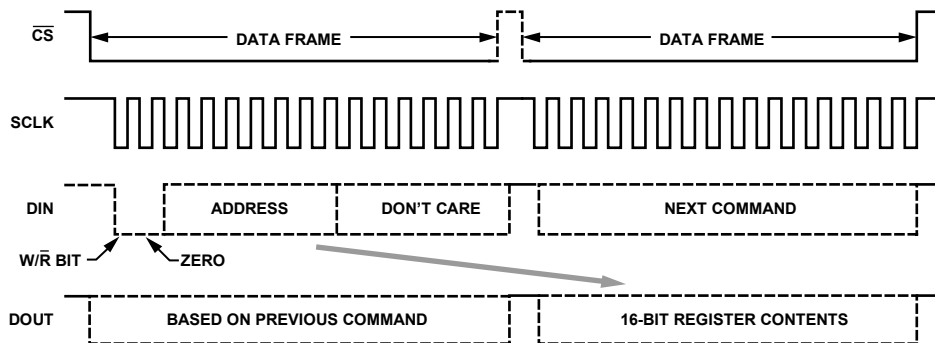 C̅S̅
DATA FRAME
DATA FRAME
SCLK
DIN
ADDRESS
DON'T CARE
NEXT COMMAND
W/R̅ BIT
ZERO
DOUT
BASED ON PREVIOUS COMMAND
16-BIT REGISTER CONTENTS